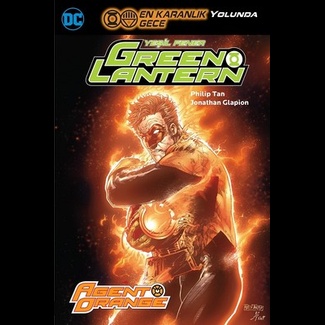 DC
EN KARANLIK GECE YOLUNDA
YEŞİL FENER
GREEN LANTERN
Philip Tan
Jonathan Glapion
AGENT ORANGE